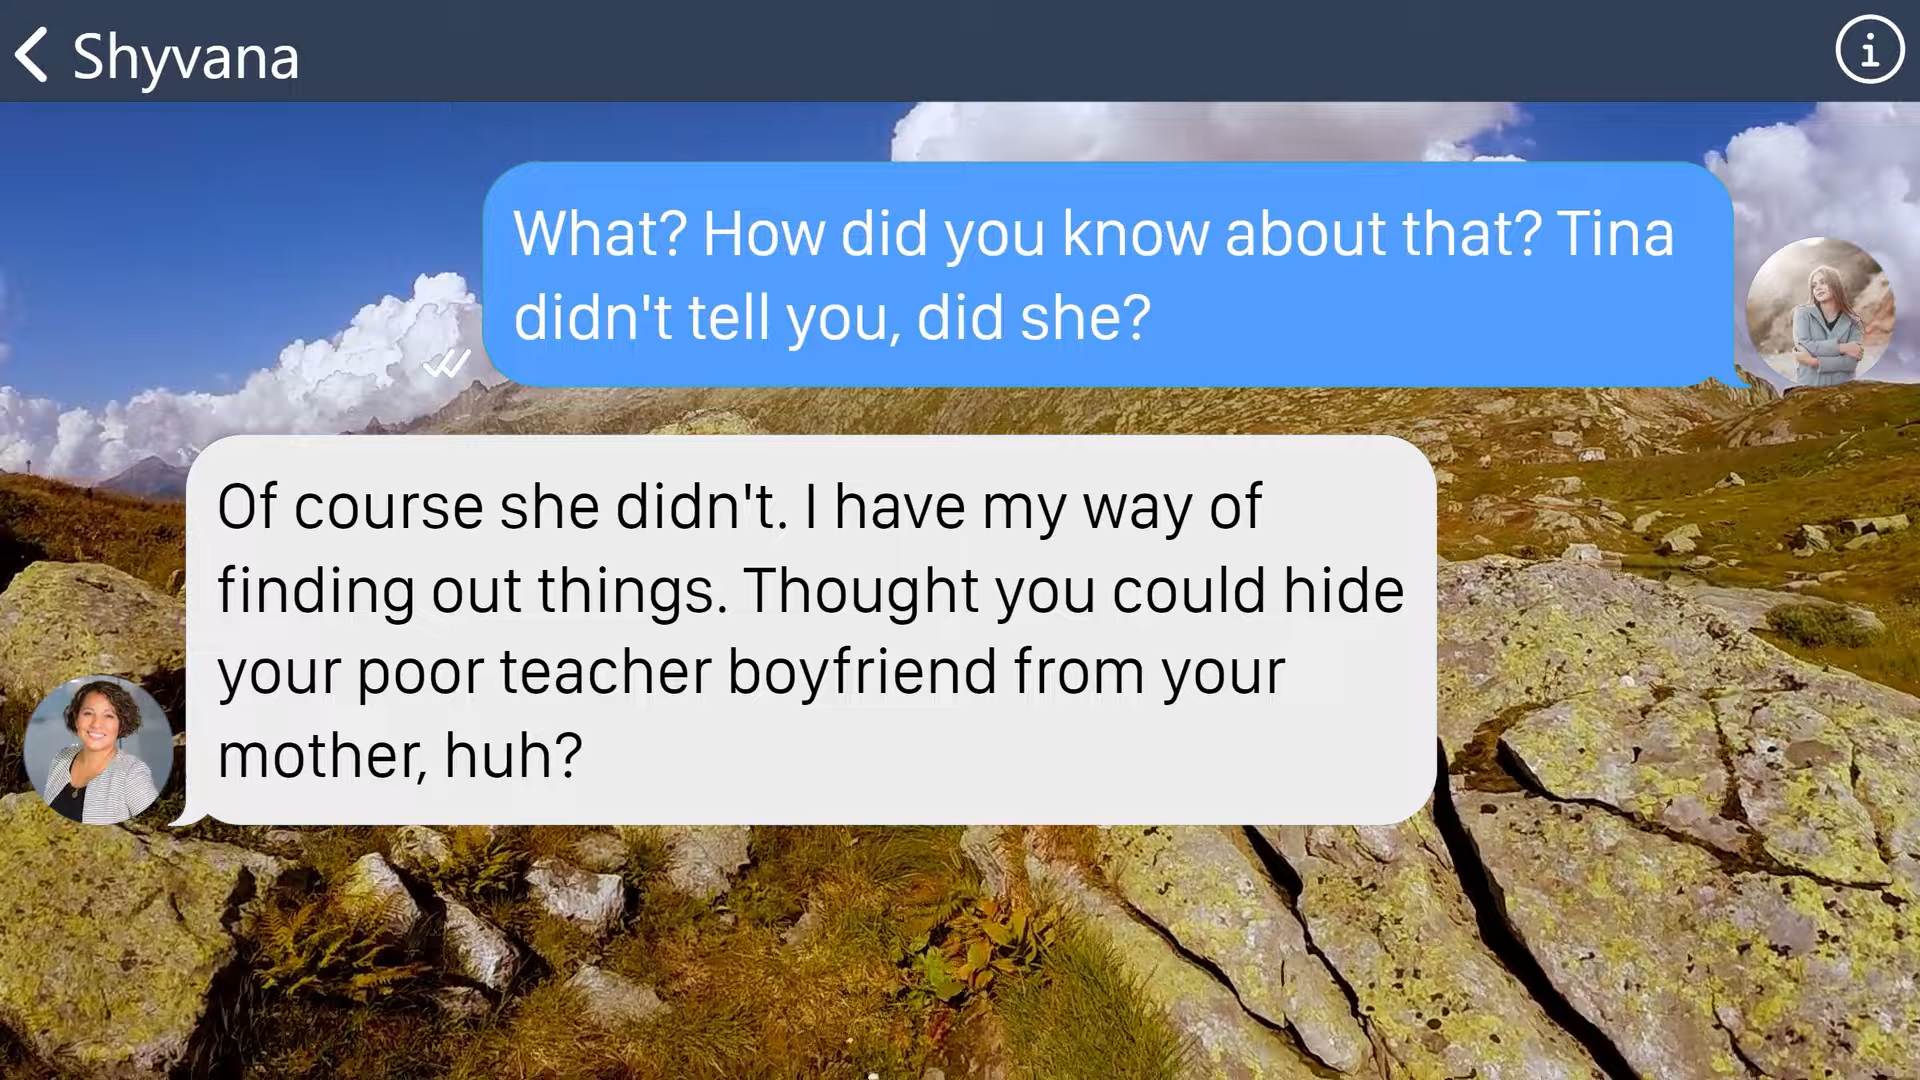 Shyvana
What? How did you know about that? Tina
didn't tell you, did she?
Of course she didn't. I have my way of
finding out things. Thought you could hide
your poor teacher boyfriend from your
mother, huh?